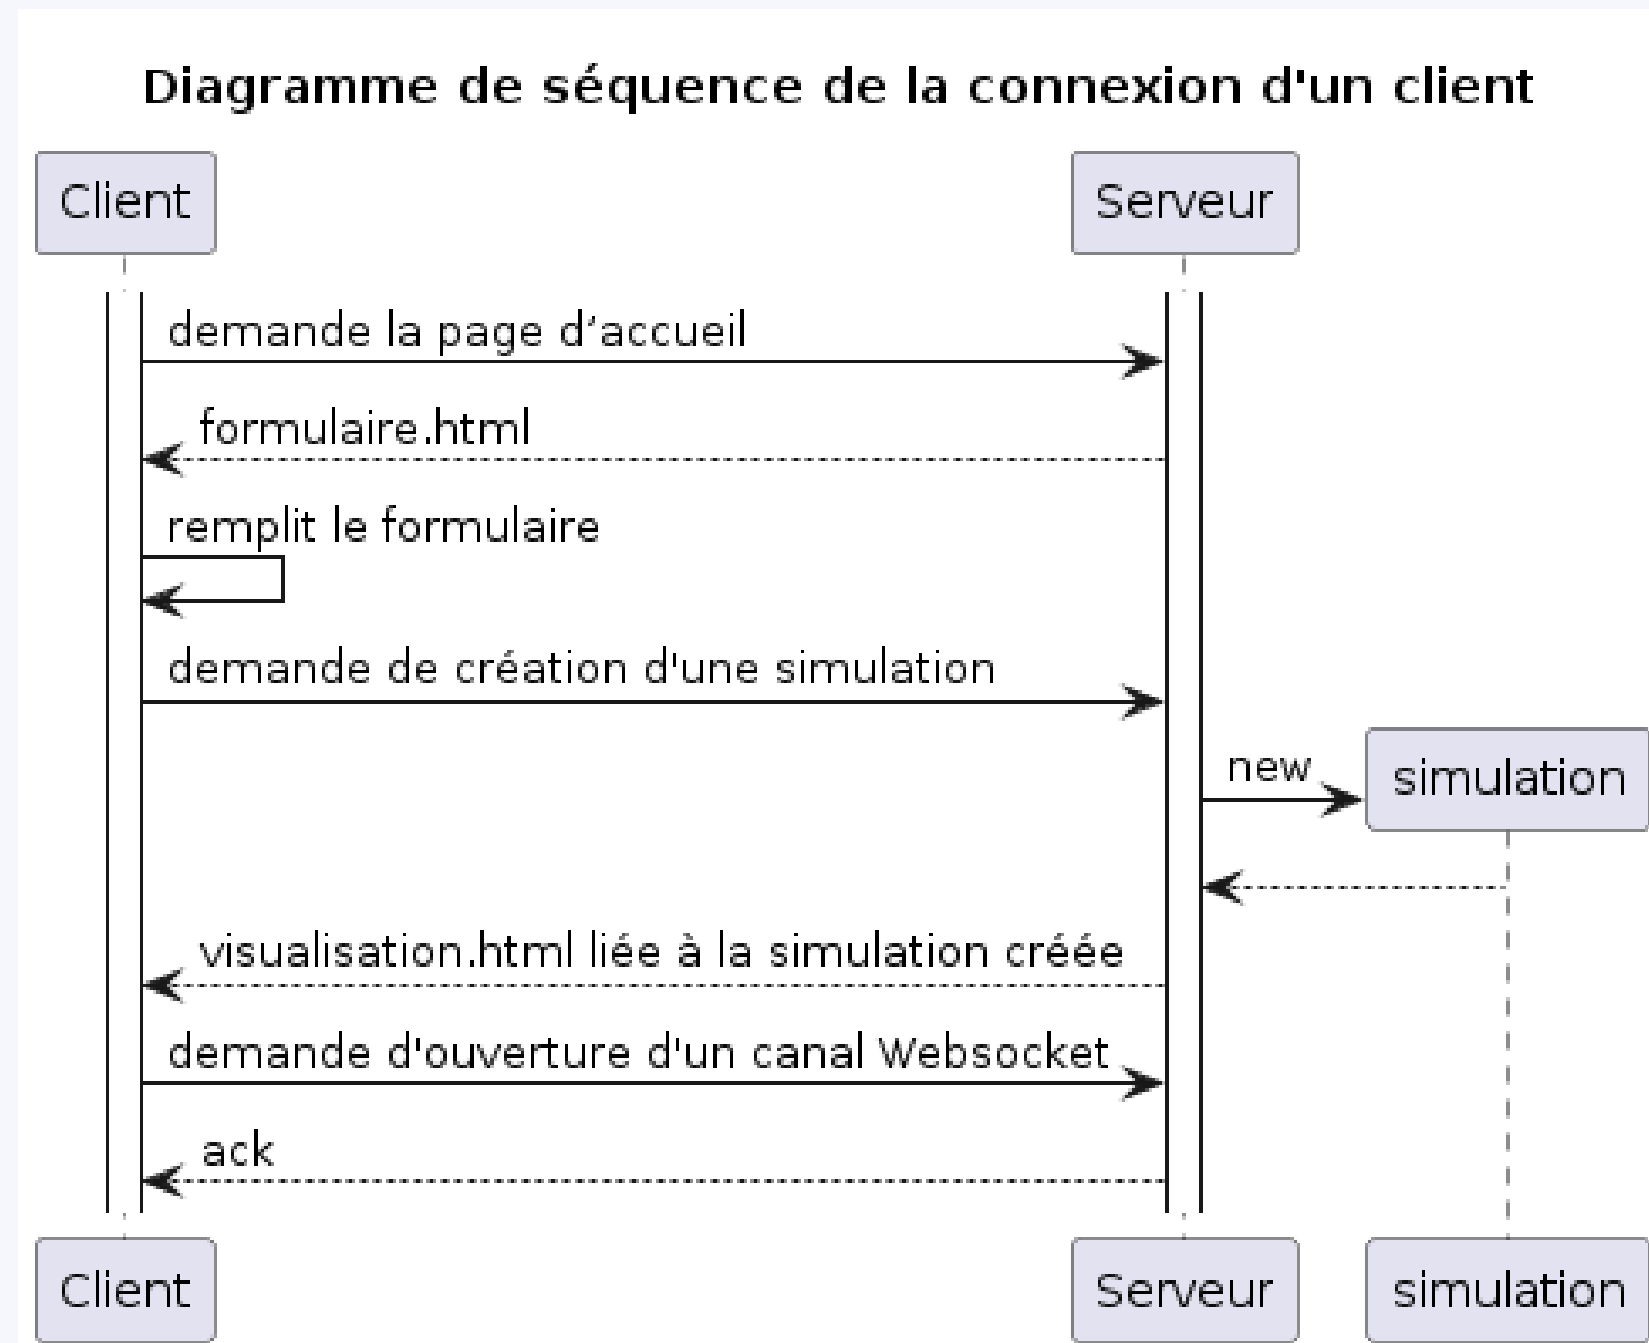 Diagramme de séquence de la connexion d'un client
Client
Serveur
demande la page d’accueil
formulaire.html
remplit le formulaire
demande de création d'une simulation
new
simulation
visualisation.html liée à la simulation créée
demande d'ouverture d'un canal Websocket
ack
Client
Serveur
simulation